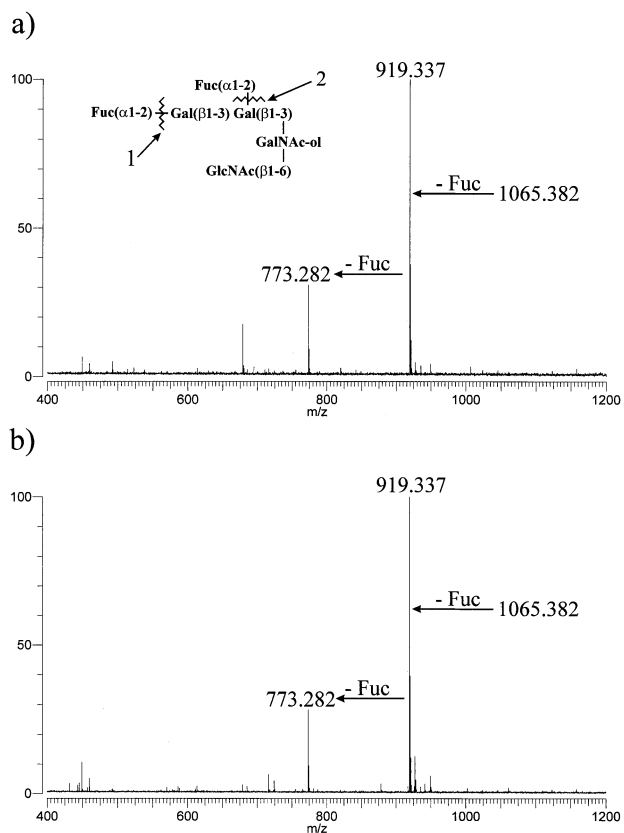 a)
919.337
100
Fuc(α1-2)
2
Fuc(α1-2) Gal(β1-3) Gal(β1-3)
GalNAc-ol
1
GlcNAc(β1-6)
- Fuc
1065.382
50
773.282
- Fuc
0
400
600
800
1000
1200
m/z
b)
919.337
100
- Fuc
1065.382
50
773.282
- Fuc
0
400
600
800
1000
1200
m/z